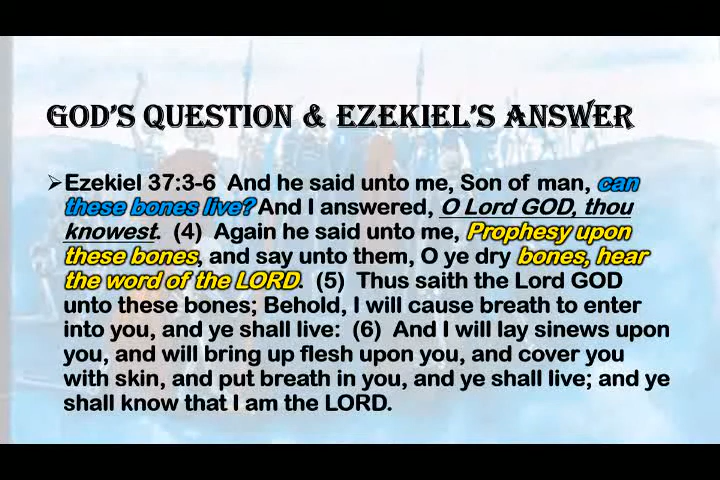 GOD'S QUESTION & EZEKIEL'S ANSWER
➢Ezekiel 37:3-6 And he said unto me, Son of man, can
these bones live? And I answered, O Lord GOD, thou
knowest. (4) Again he said unto me, Prophesy upon
these bones, and say unto them, O ye dry bones, hear
the word of the LORD. (5) Thus saith the Lord GOD
unto these bones; Behold, I will cause breath to enter
into you, and ye shall live: (6) And I will lay sinews upon
you, and will bring up flesh upon you, and cover you
with skin, and put breath in you, and ye shall live; and ye
shall know that I am the LORD.